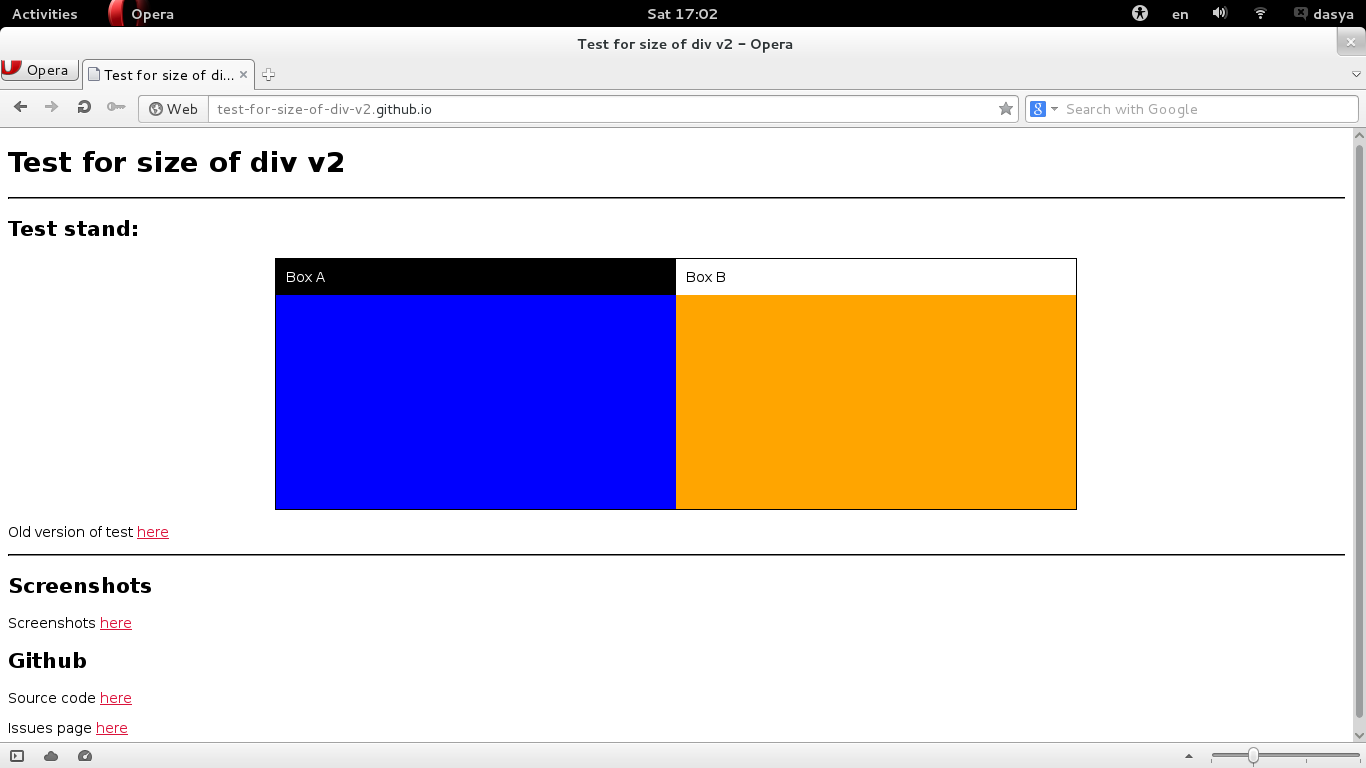 Activities Opera Sat 17:02 en dasya
Test for size of div v2 - Opera
Opera Test for size of di...
Web test-for-size-of-div-v2.github.io Search with Google
Test for size of div v2
Test stand:
Box A Box B
Old version of test here
Screenshots
Screenshots here
Github
Source code here
Issues page here